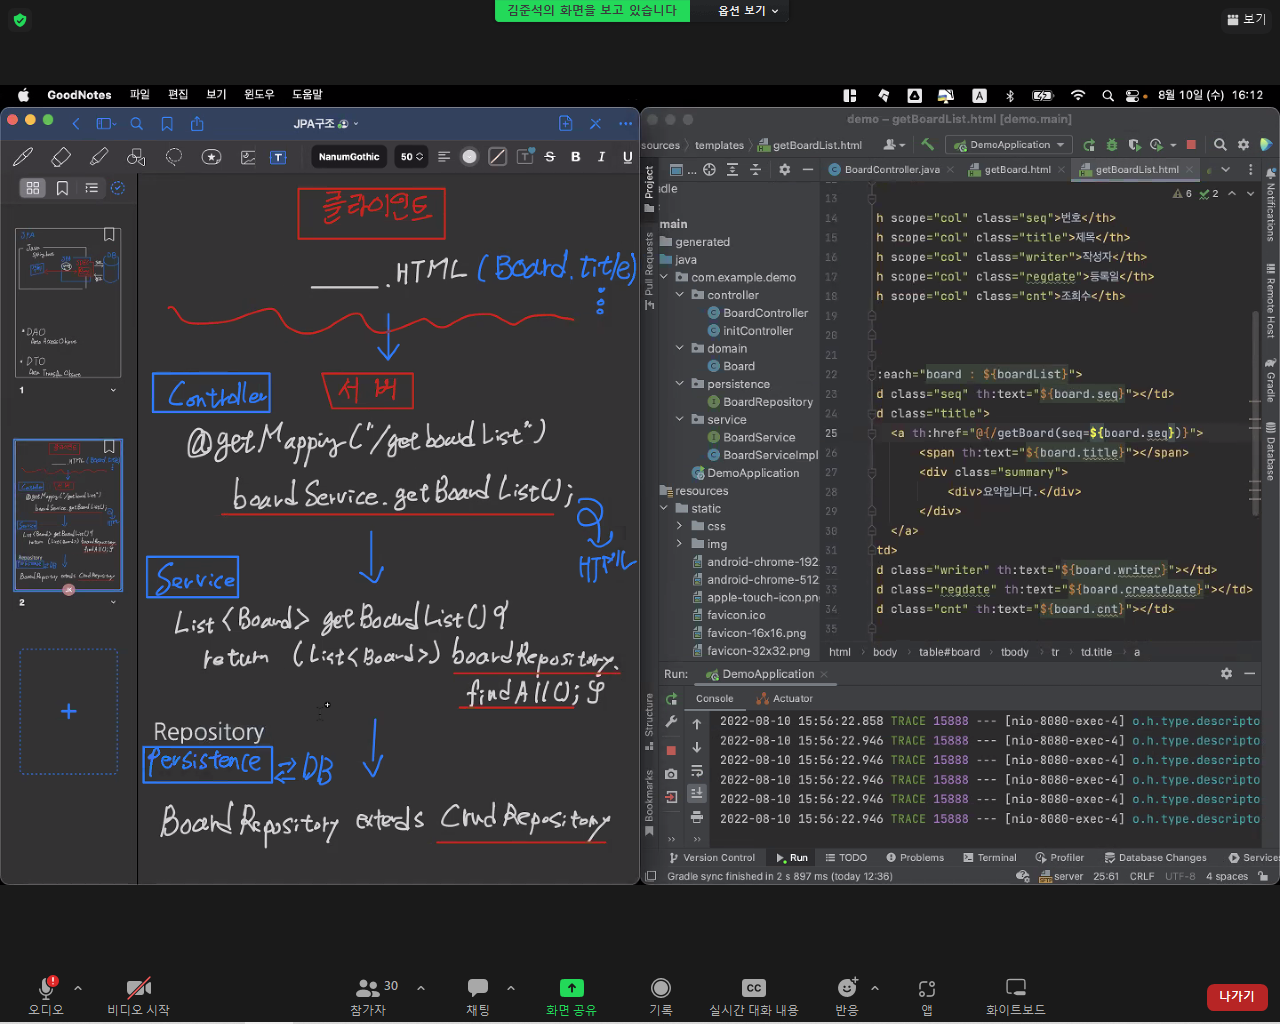 김준석의 화면을 보고 있습니다
옵션 보기
보기
GoodNotes 파일 편집 보기 윈도우 도움말
A
8월 10일 (수) 16:12
JPA구조
NanumGothic 50
S B I U
1
2
클라이언트
.HTML (Board.title)
Controller
서버
@getMapping("/getboardList")
boardService.getBoardList();
HTML
Service
List<Board> getBoardList() {
return (List<Board>) boardRepository.
findAll(); }
Repository
Persistence ⇄ DB
BoardRepository extends CrudRepository
demo – getBoardList.html [demo.main]
sources templates getBoardList.html
DemoApplication
BoardController.java getBoard.html getBoardList.html
Project
Pull Requests
Structure
Bookmarks
Notifications
Remote Host
Gradle
Database
main
generated
java
com.example.demo
controller
BoardController
initController
domain
Board
persistence
BoardRepository
service
BoardService
BoardServiceImpl
DemoApplication
resources
static
css
img
android-chrome-192
android-chrome-512
apple-touch-icon.pn
favicon.ico
favicon-16x16.png
favicon-32x32.png
6 2
13
14 h scope="col" class="seq">번호</th>
15 h scope="col" class="title">제목</th>
16 h scope="col" class="writer">작성자</th>
17 h scope="col" class="regdate">등록일</th>
18 h scope="col" class="cnt">조회수</th>
19
20
21
22 :each="board : ${boardList}">
23 d class="seq" th:text="${board.seq}"></td>
24 d class="title">
25 <a th:href="@{/getBoard(seq=${board.seq})}">
26 <span th:text="${board.title}"></span>
27 <div class="summary">
28 <div>요약입니다.</div>
29 </div>
30 </a>
31 td>
32 d class="writer" th:text="${board.writer}"></td>
33 d class="regdate" th:text="${board.createDate}"></td>
34 d class="cnt" th:text="${board.cnt}"></td>
35
html body table#board tbody tr td.title a
Run: DemoApplication
Console Actuator
2022-08-10 15:56:22.858 TRACE 15888 --- [nio-8080-exec-4] o.h.type.descripto
2022-08-10 15:56:22.946 TRACE 15888 --- [nio-8080-exec-4] o.h.type.descripto
2022-08-10 15:56:22.946 TRACE 15888 --- [nio-8080-exec-4] o.h.type.descripto
2022-08-10 15:56:22.946 TRACE 15888 --- [nio-8080-exec-4] o.h.type.descripto
2022-08-10 15:56:22.946 TRACE 15888 --- [nio-8080-exec-4] o.h.type.descripto
2022-08-10 15:56:22.946 TRACE 15888 --- [nio-8080-exec-4] o.h.type.descripto
Version Control Run TODO Problems Terminal Profiler Database Changes Services
Gradle sync finished in 2 s 897 ms (today 12:36)
server 25:61 CRLF UTF-8 4 spaces
오디오 비디오 시작 참가자 30 채팅 화면 공유 기록 실시간 대화 내용 반응 앱 화이트보드 나가기